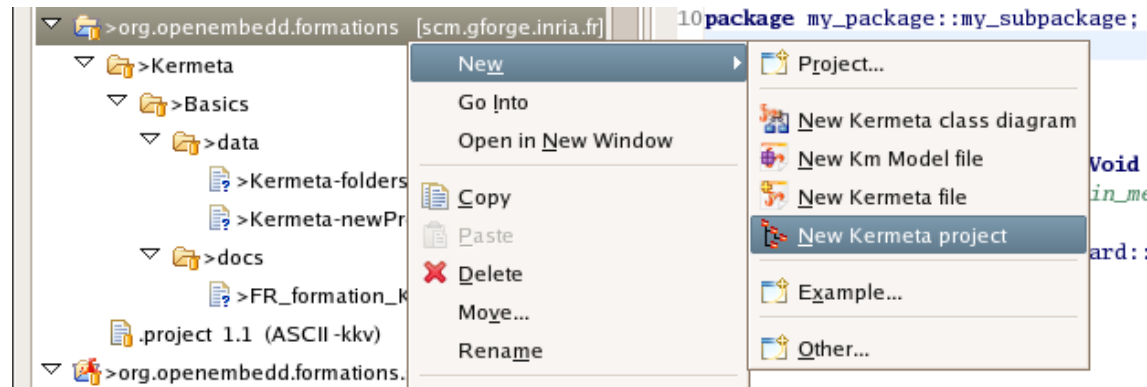 >org.openembedd.formations [scm.gforge.inria.fr]
>Kermeta
>Basics
>data
>Kermeta-folders
>Kermeta-newPr
>docs
>FR_formation_K
.project 1.1 (ASCII -kkv)
>org.openembedd.formations.
New
Go Into
Open in New Window
Copy
Paste
Delete
Move...
Rename
Project...
New Kermeta class diagram
New Km Model file
New Kermeta file
New Kermeta project
Example...
Other...
10package my_package::my_subpackage;
Void
in_me
ard::